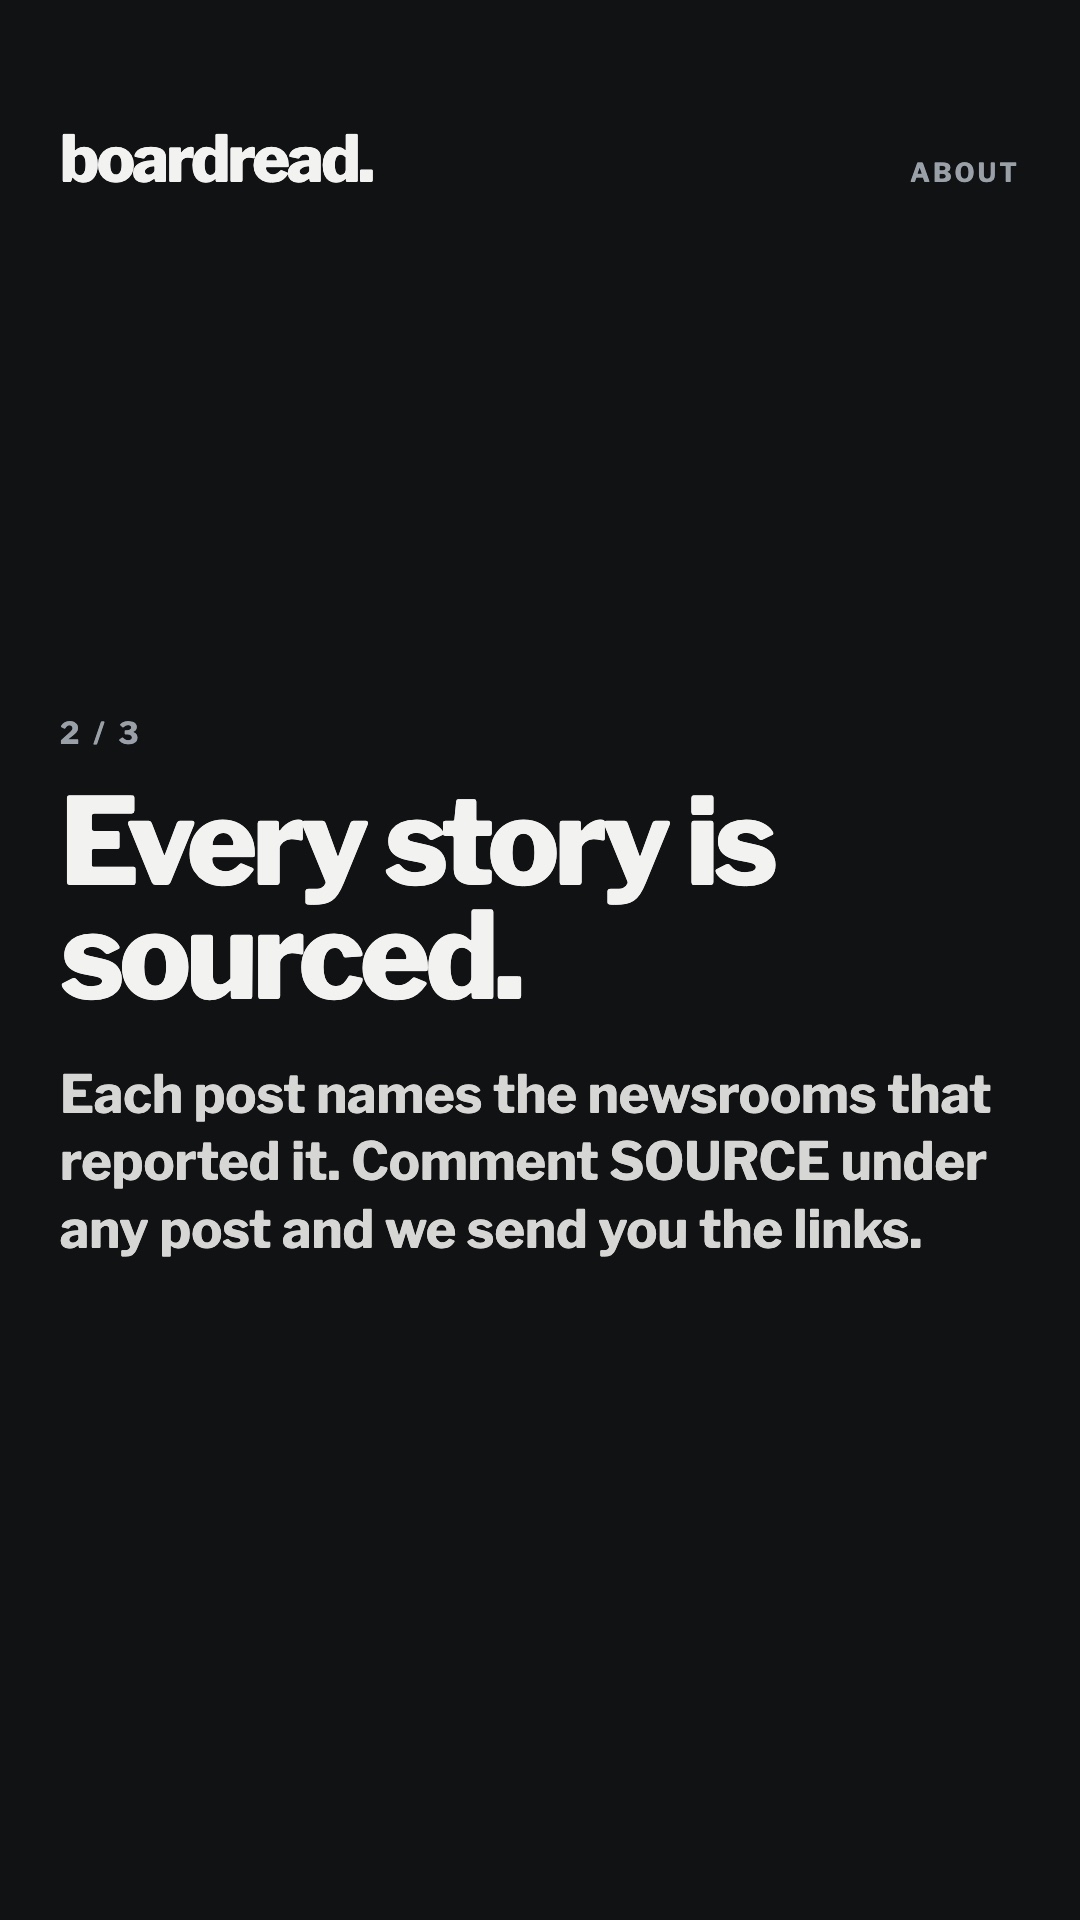 boardread.
ABOUT
2 / 3
Every story is
sourced.
Each post names the newsrooms that
reported it. Comment SOURCE under
any post and we send you the links.